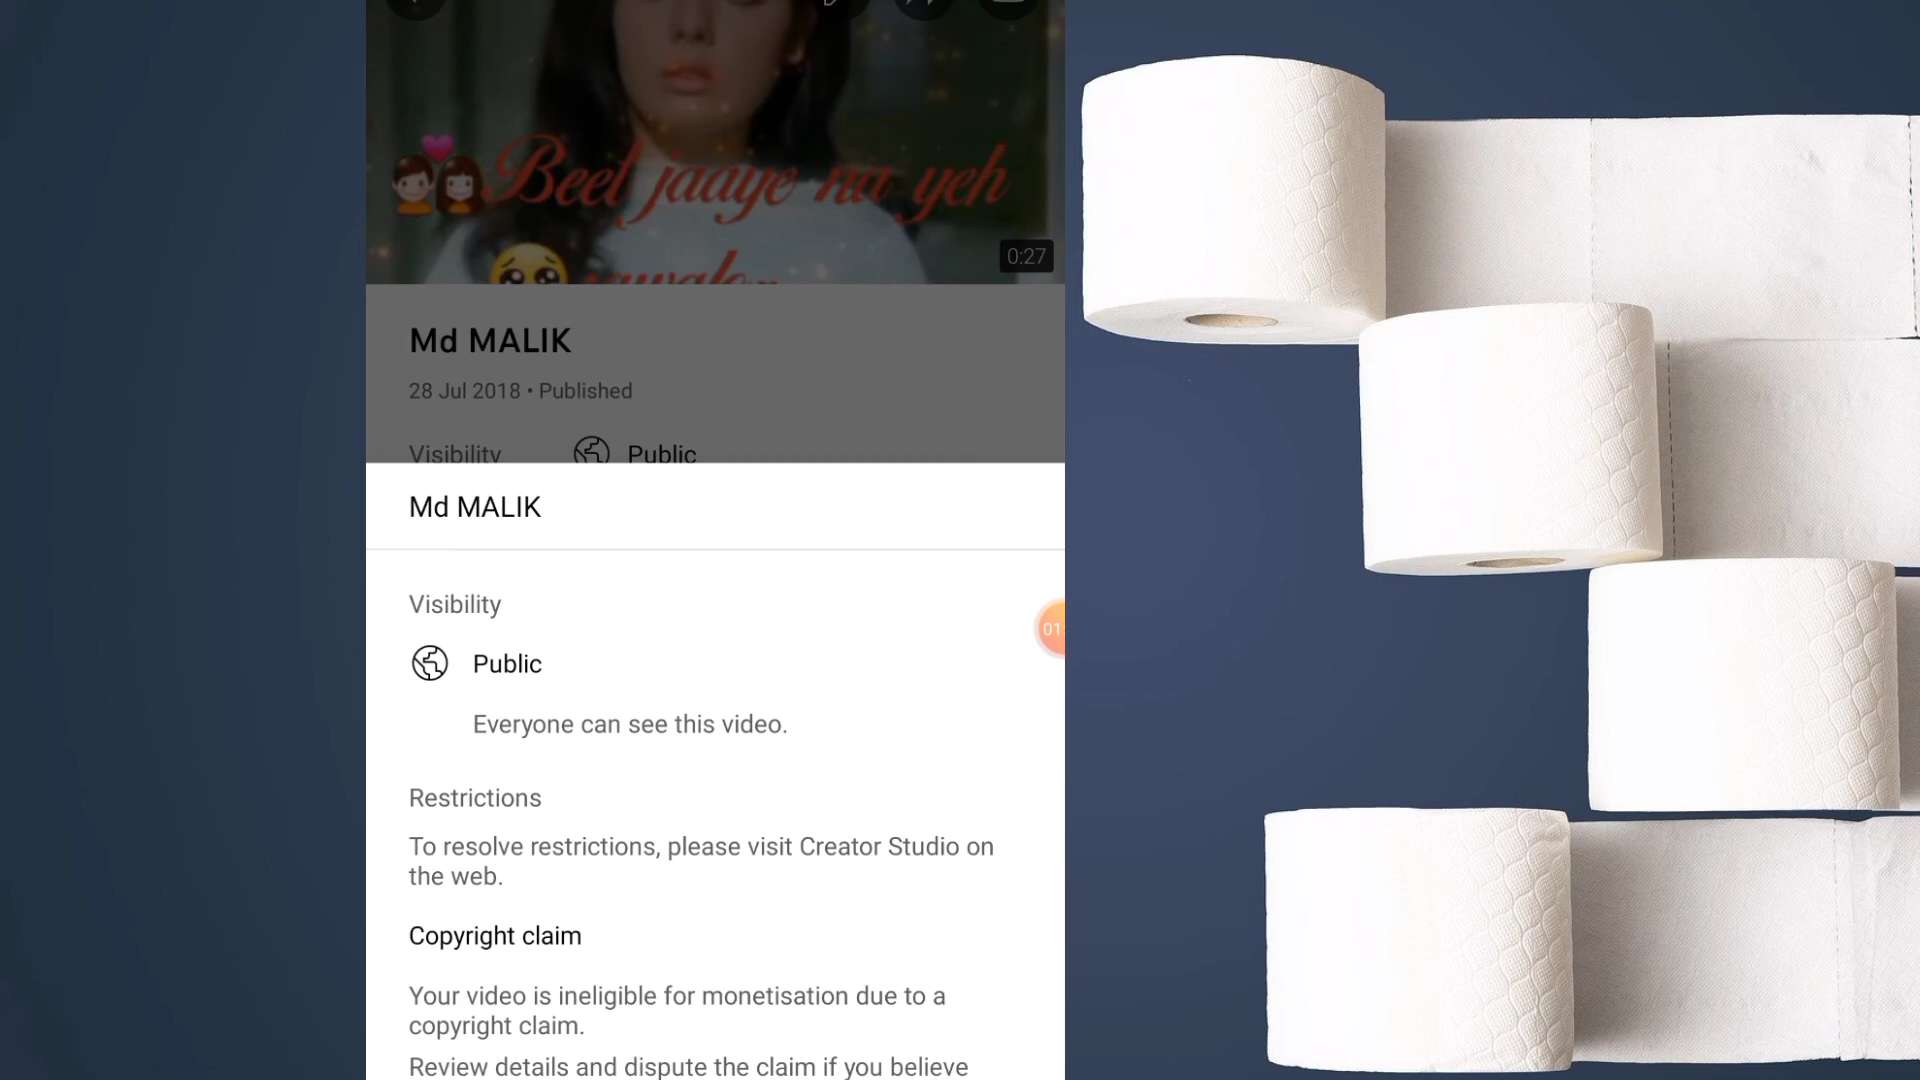 Beet jaaye na yeh
0:27
Md MALIK
28 Jul 2018 • Published
Visibility Public
Md MALIK
Visibility
Public
01
Everyone can see this video.
Restrictions
To resolve restrictions, please visit Creator Studio on
the web.
Copyright claim
Your video is ineligible for monetisation due to a
copyright claim.
Review details and dispute the claim if you believe